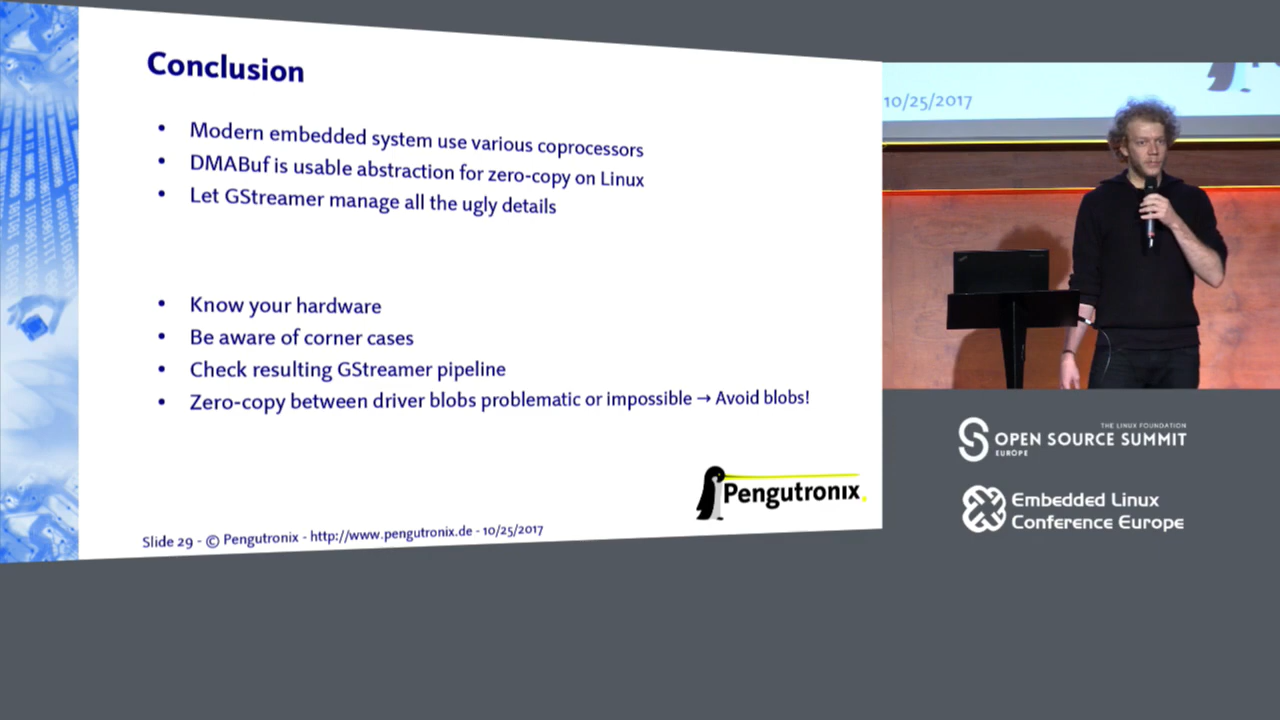 Conclusion
• Modern embedded system use various coprocessors
• DMABuf is usable abstraction for zero-copy on Linux
• Let GStreamer manage all the ugly details
• Know your hardware
• Be aware of corner cases
• Check resulting GStreamer pipeline
• Zero-copy between driver blobs problematic or impossible → Avoid blobs!
Pengutronix
Slide 29 - © Pengutronix - http://www.pengutronix.de - 10/25/2017
10/25/2017
THE LINUX FOUNDATION
OPEN SOURCE SUMMIT
EUROPE
Embedded Linux
Conference Europe